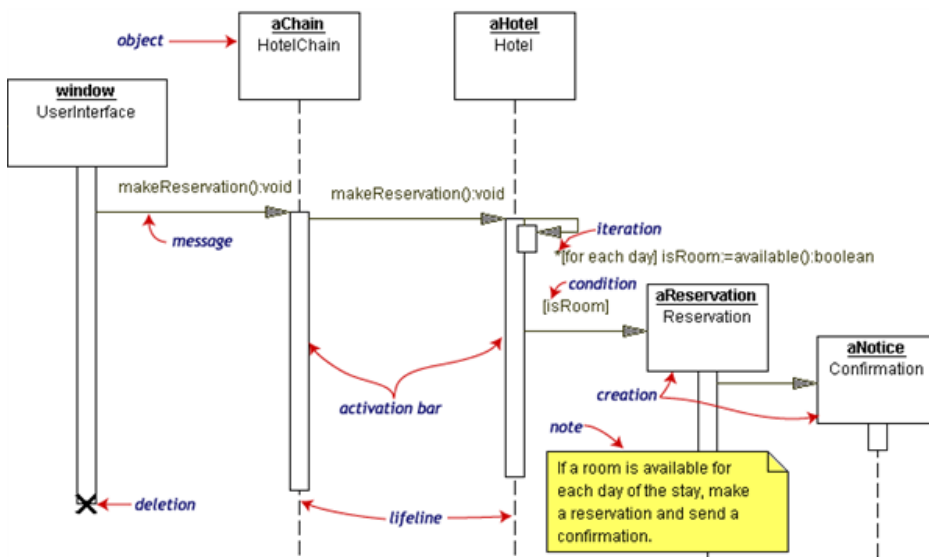 aChain
HotelChain
aHotel
Hotel
object
window
UserInterface
makeReservation():void
makeReservation():void
message
iteration
*[for each day] isRoom:=available():boolean
condition
[isRoom]
aReservation
Reservation
aNotice
Confirmation
activation bar
creation
note
If a room is available for
each day of the stay, make
a reservation and send a
confirmation.
deletion
lifeline